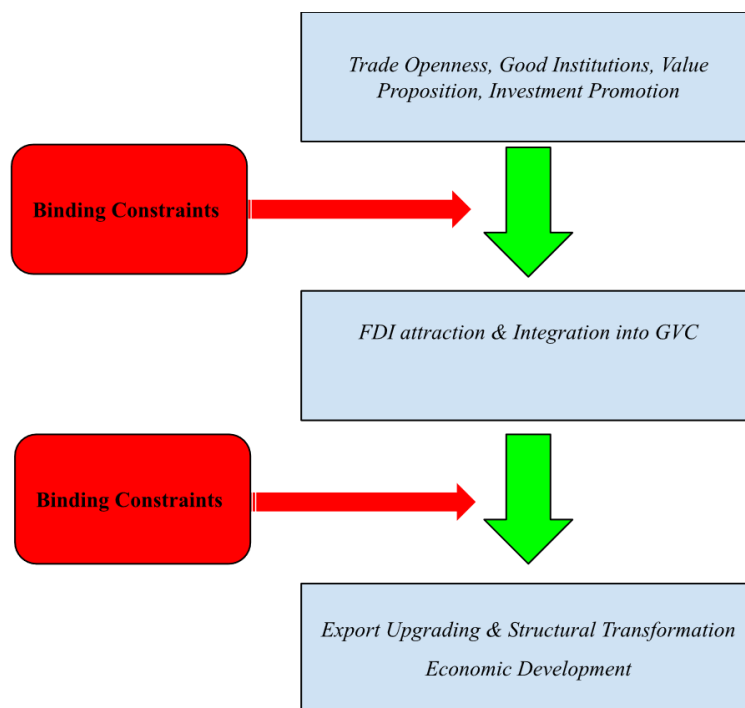 Trade Openness, Good Institutions, Value
Proposition, Investment Promotion
Binding Constraints
FDI attraction & Integration into GVC
Binding Constraints
Export Upgrading & Structural Transformation
Economic Development